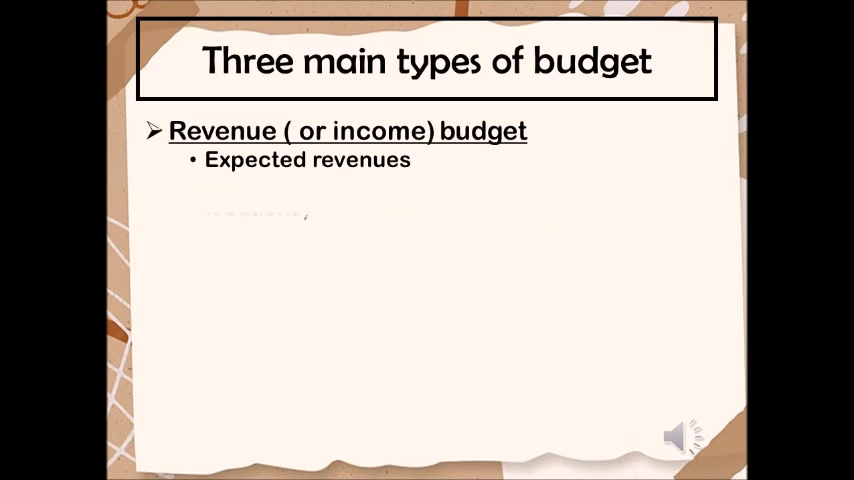 Three main types of budget
➢ Revenue ( or income) budget
• Expected revenues